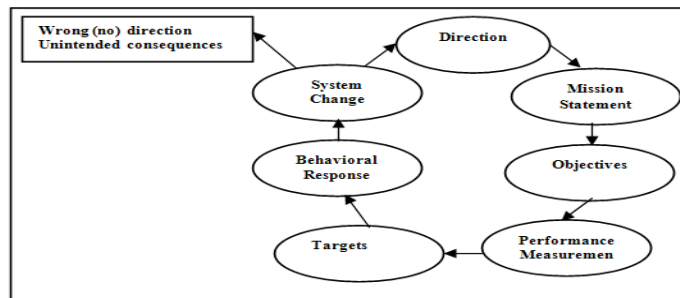 Wrong (no) direction
Unintended consequences
Direction
System
Change
Mission
Statement
Behavioral
Response
Objectives
Targets
Performance
Measuremen